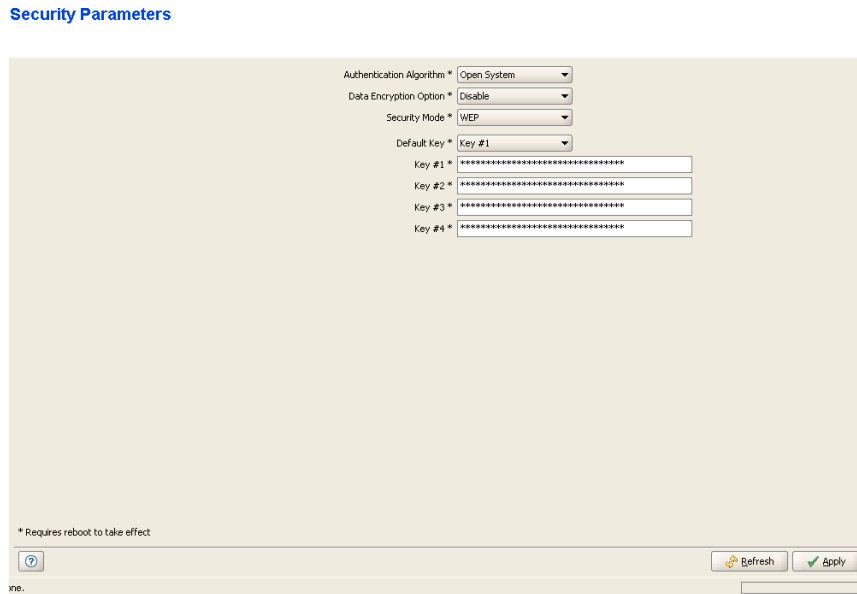 Security Parameters
Authentication Algorithm * Open System
Data Encryption Option * Disable
Security Mode * WEP
Default Key * Key #1
Key #1 * *********************************
Key #2 * *********************************
Key #3 * *********************************
Key #4 * *********************************
* Requires reboot to take effect
? Refresh Apply
one.